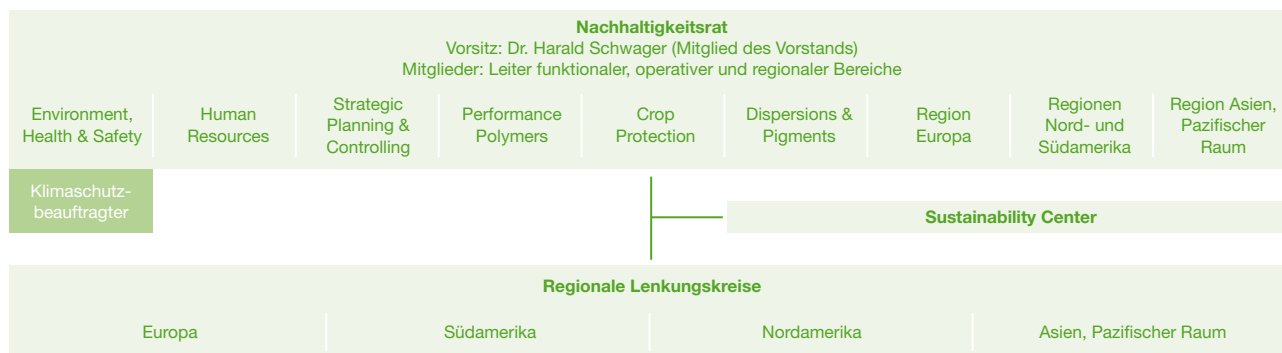 Nachhaltigkeitsrat
Vorsitz: Dr. Harald Schwager (Mitglied des Vorstands)
Mitglieder: Leiter funktionaler, operativer und regionaler Bereiche
Environment,
Health & Safety
Human
Resources
Strategic
Planning &
Controlling
Performance
Polymers
Crop
Protection
Dispersions &
Pigments
Region
Europa
Regionen
Nord- und
Südamerika
Region Asien,
Pazifischer
Raum
Klimaschutz-
beauftragter
Sustainability Center
Regionale Lenkungskreise
Europa
Südamerika
Nordamerika
Asien, Pazifischer Raum